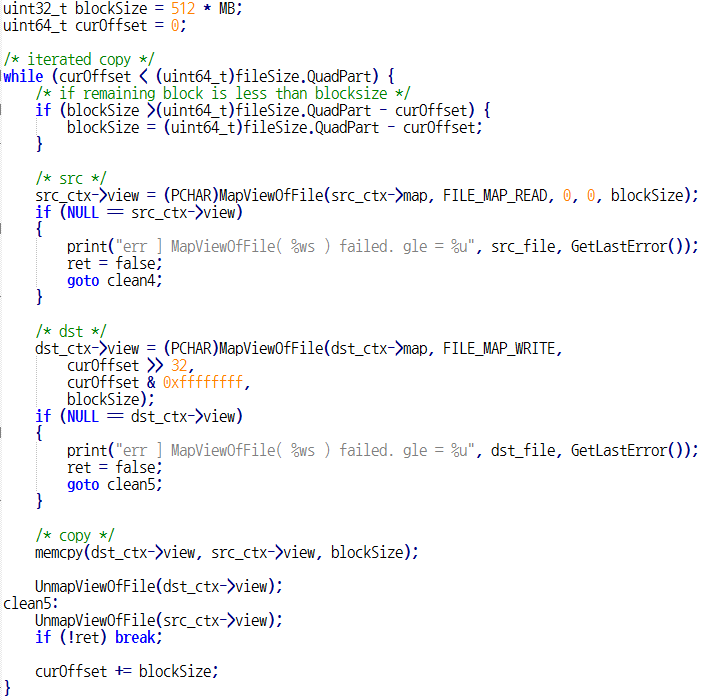 uint32_t blockSize = 512 * MB;
uint64_t curOffset = 0;
/* iterated copy */
while (curOffset < (uint64_t)fileSize.QuadPart) {
/* if remaining block is less than blocksize */
if (blockSize >(uint64_t)fileSize.QuadPart - curOffset) {
blockSize = (uint64_t)fileSize.QuadPart - curOffset;
}
/* src */
src_ctx->view = (PCHAR)MapViewOfFile(src_ctx->map, FILE_MAP_READ, 0, 0, blockSize);
if (NULL == src_ctx->view)
{
print("err ] MapViewOfFile( %ws ) failed. gle = %u", src_file, GetLastError());
ret = false;
goto clean4;
}
/* dst */
dst_ctx->view = (PCHAR)MapViewOfFile(dst_ctx->map, FILE_MAP_WRITE,
curOffset >> 32,
curOffset & 0xffffffff,
blockSize);
if (NULL == dst_ctx->view)
{
print("err ] MapViewOfFile( %ws ) failed. gle = %u", dst_file, GetLastError());
ret = false;
goto clean5;
}
/* copy */
memcpy(dst_ctx->view, src_ctx->view, blockSize);
UnmapViewOfFile(dst_ctx->view);
clean5:
UnmapViewOfFile(src_ctx->view);
if (!ret) break;
curOffset += blockSize;
}